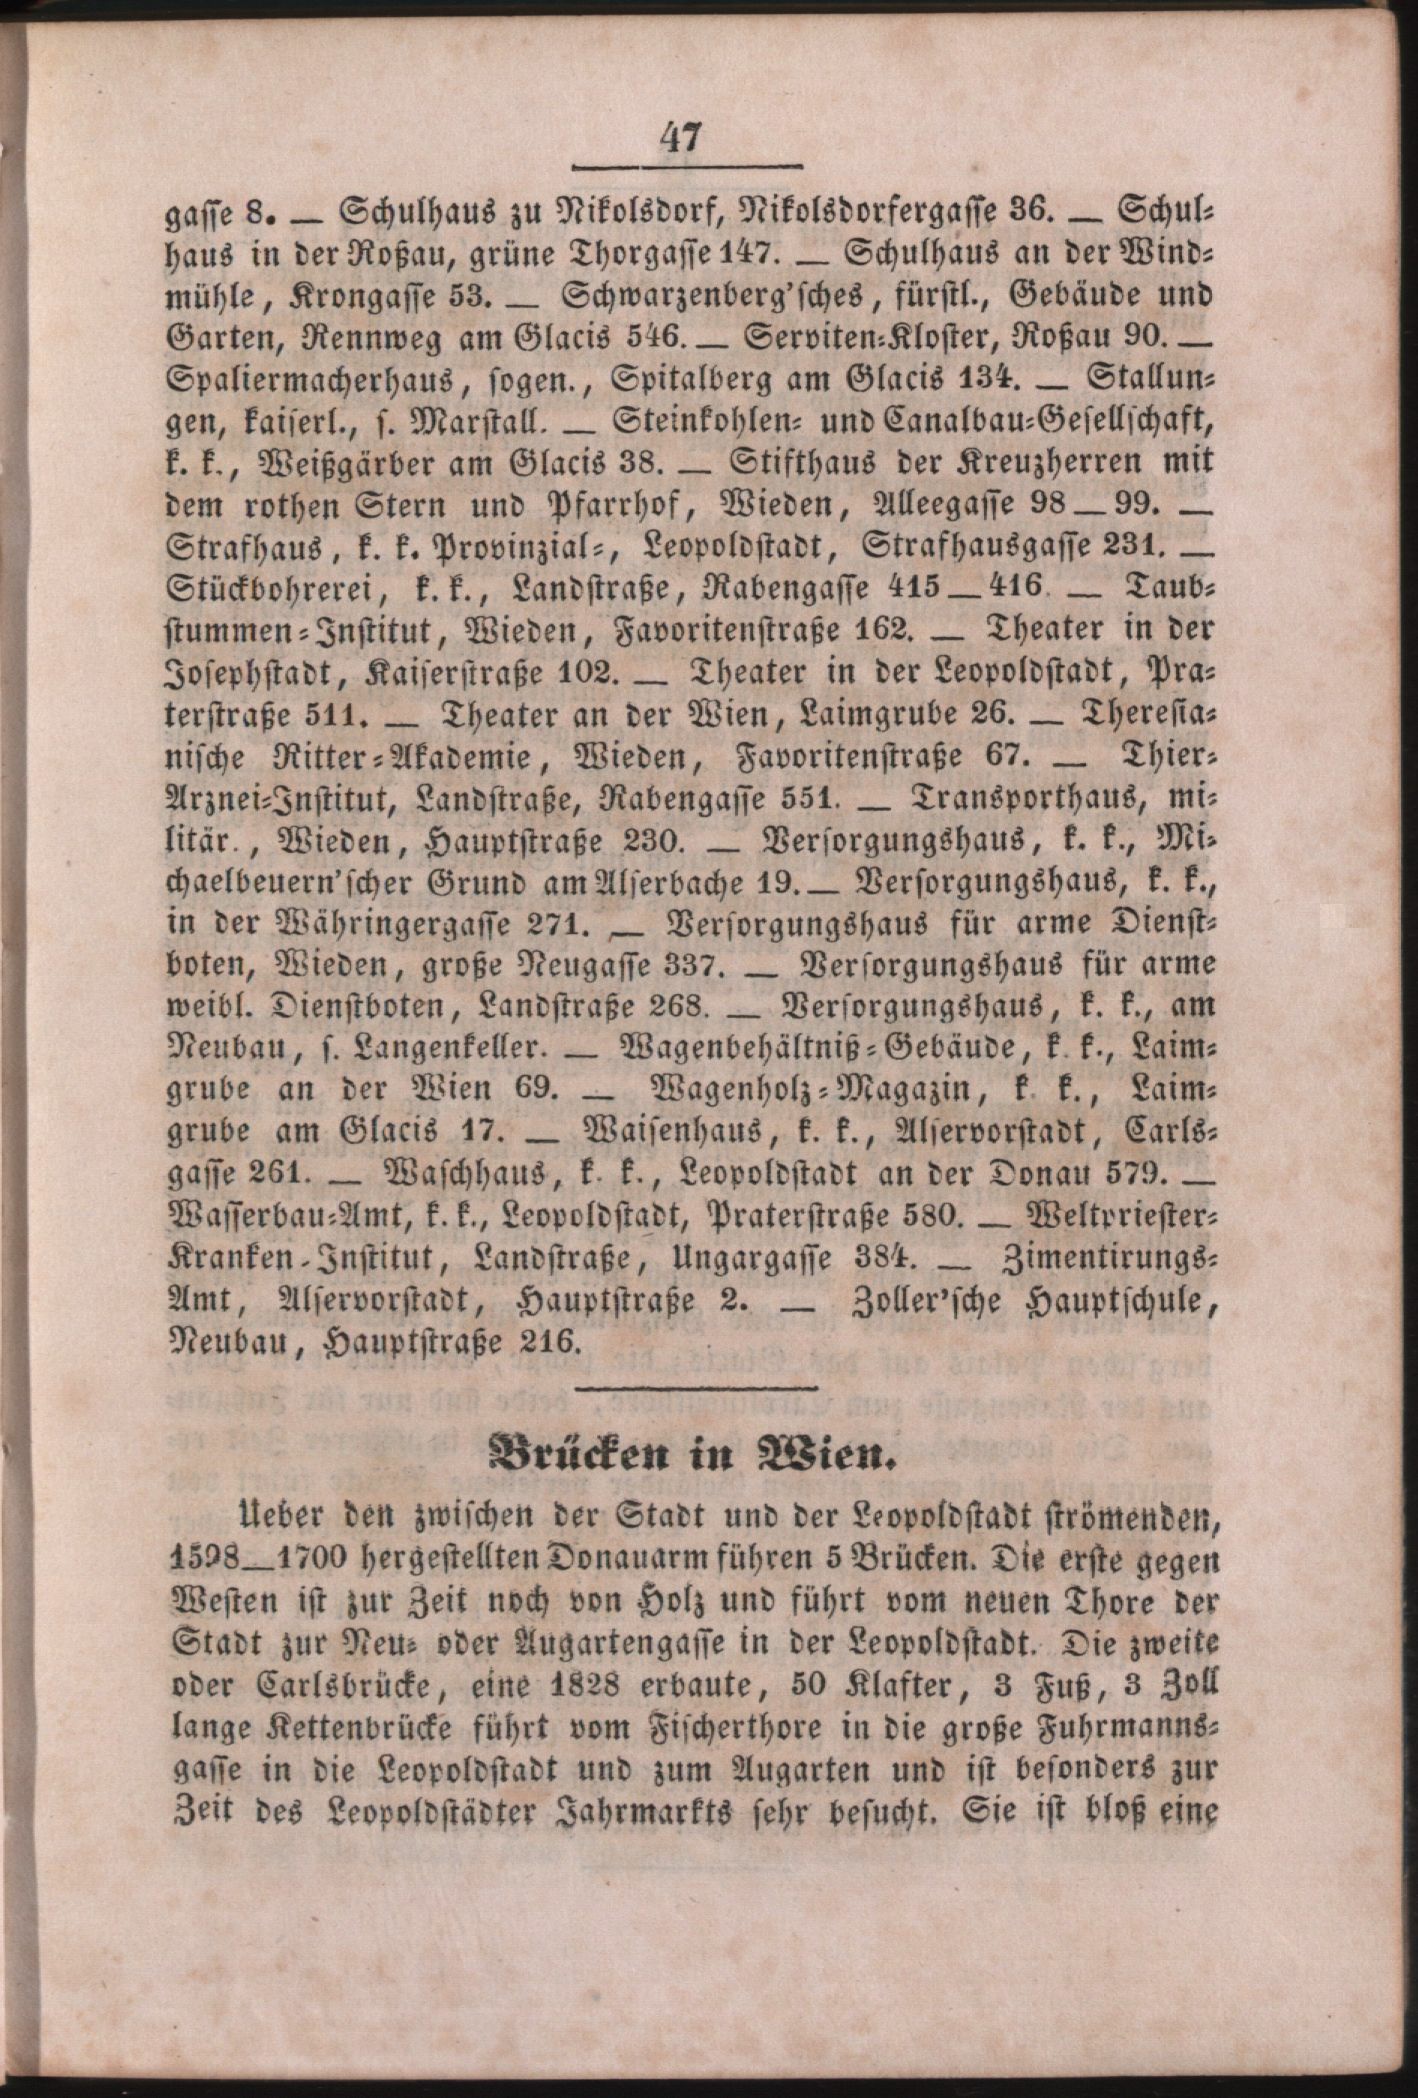 47
gasse 8. — Schulhaus zu Nikolsdorf, Nikolsdorfergasse 36. — Schul-
haus in der Roßau, grüne Thorgasse 147. — Schulhaus an der Wind-
mühle, Krongasse 53. — Schwarzenberg'sches, fürstl., Gebäude und
Garten, Rennweg am Glacis 546. — Serviten-Kloster, Roßau 90. —
Spaliermacherhaus, sogen., Spitalberg am Glacis 134. — Stallun-
gen, kaiserl., s. Marstall. — Steinkohlen- und Canalbau-Gesellschaft,
k. k., Weißgärber am Glacis 38. — Stifthaus der Kreuzherren mit
dem rothen Stern und Pfarrhof, Wieden, Alleegasse 98—99. —
Strafhaus, k. k. Provinzial-, Leopoldstadt, Strafhausgasse 231. —
Stückbohrerei, k. k., Landstraße, Rabengasse 415—416. — Taub-
stummen-Institut, Wieden, Favoritenstraße 162. — Theater in der
Josephstadt, Kaiserstraße 102. — Theater in der Leopoldstadt, Pra-
terstraße 511. — Theater an der Wien, Laimgrube 26. — Theresia-
nische Ritter-Akademie, Wieden, Favoritenstraße 67. — Thier-
Arznei-Institut, Landstraße, Rabengasse 551. — Transporthaus, mi-
litär., Wieden, Hauptstraße 230. — Versorgungshaus, k. k., Mi-
chaelbeuern'scher Grund am Alserbache 19. — Versorgungshaus, k. k.,
in der Währingergasse 271. — Versorgungshaus für arme Dienst-
boten, Wieden, große Neugasse 337. — Versorgungshaus für arme
weibl. Dienstboten, Landstraße 268. — Versorgungshaus, k. k., am
Neubau, s. Langenkeller. — Wagenbehältniß-Gebäude, k. k., Laim-
grube an der Wien 69. — Wagenholz-Magazin, k. k., Laim-
grube am Glacis 17. — Waisenhaus, k. k., Alservorstadt, Carls-
gasse 261. — Waschhaus, k. k., Leopoldstadt an der Donau 579. —
Wasserbau-Amt, k. k., Leopoldstadt, Praterstraße 580. — Weltpriester-
Kranken-Institut, Landstraße, Ungargasse 384. — Zimentirungs-
Amt, Alservorstadt, Hauptstraße 2. — Zoller'sche Hauptschule,
Neubau, Hauptstraße 216.
Brücken in Wien.
Ueber den zwischen der Stadt und der Leopoldstadt strömenden,
1598—1700 hergestellten Donauarm führen 5 Brücken. Die erste gegen
Westen ist zur Zeit noch von Holz und führt vom neuen Thore der
Stadt zur Neu- oder Augartengasse in der Leopoldstadt. Die zweite
oder Carlsbrücke, eine 1828 erbaute, 50 Klafter, 3 Fuß, 3 Zoll
lange Kettenbrücke führt vom Fischerthore in die große Fuhrmanns-
gasse in die Leopoldstadt und zum Augarten und ist besonders zur
Zeit des Leopoldstädter Jahrmarkts sehr besucht. Sie ist bloß eine